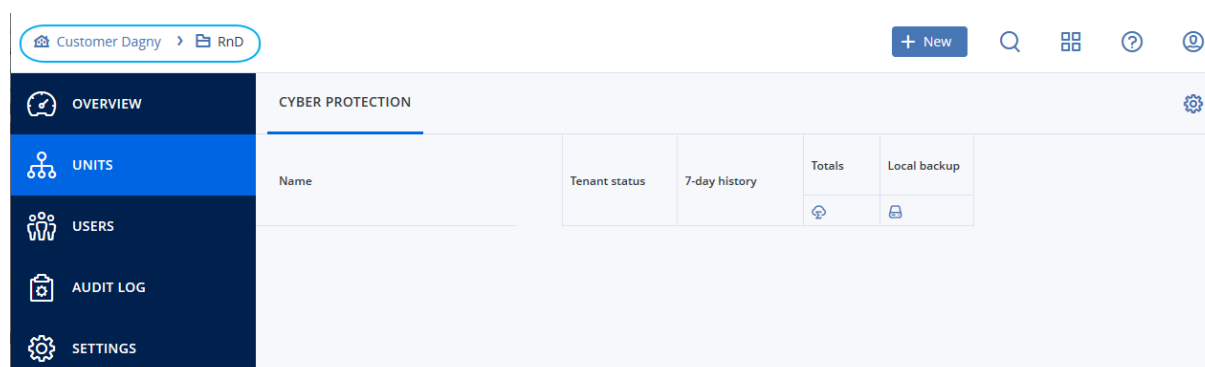 Customer Dagny > RnD
+ New
OVERVIEW
UNITS
USERS
AUDIT LOG
SETTINGS
CYBER PROTECTION
Name
Tenant status
7-day history
Totals
Local backup